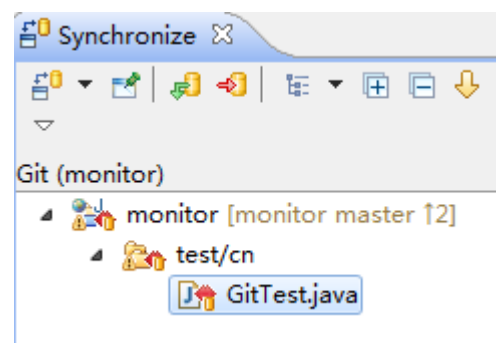 Synchronize
Git (monitor)
monitor [monitor master ↑2]
test/cn
GitTest.java